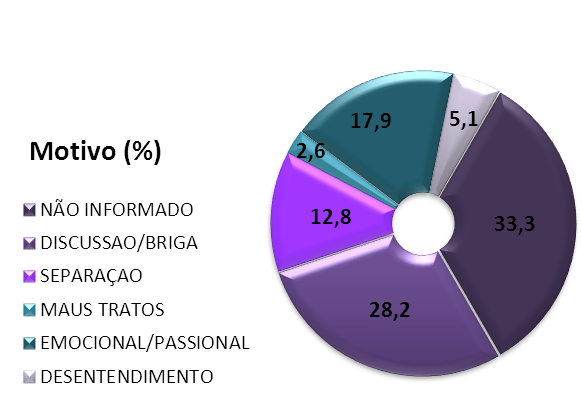 Motivo (%)
NÃO INFORMADO
DISCUSSAO/BRIGA
SEPARAÇAO
MAUS TRATOS
EMOCIONAL/PASSIONAL
DESENTENDIMENTO
33,3
28,2
12,8
2,6
17,9
5,1